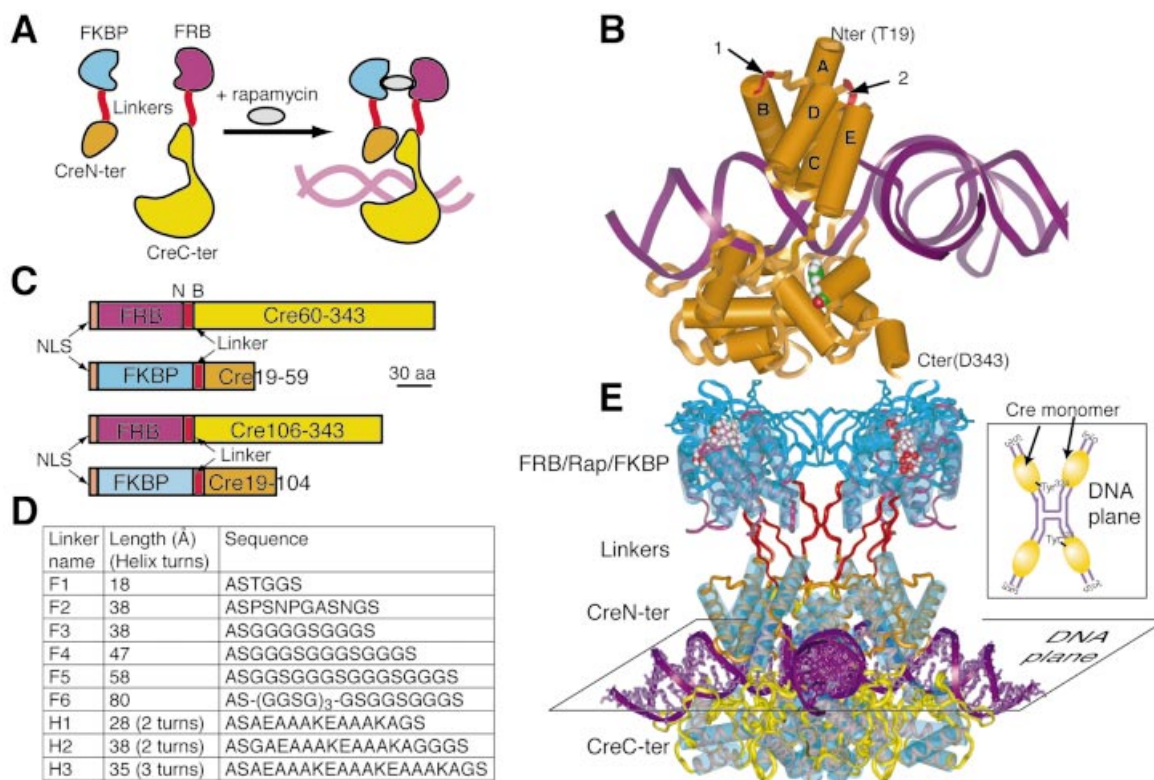 A
FKBP
FRB
Linkers
+ rapamycin
CreN-ter
CreC-ter
B
Nter (T19)
1
2
A
B
D
E
C
Cter(D343)
C
N B
FRB
Cre60-343
NLS
Linker
FKBP
Cre19-59
30 aa
FRB
Cre106-343
NLS
Linker
FKBP
Cre19-104
D
Linker name Length (Å) (Helix turns) Sequence
F1 18 ASTGGS
F2 38 ASPSNPGASNGS
F3 38 ASGGGGSGGGS
F4 47 ASGGGSGGGSGGGS
F5 58 ASGGSGGGSGGGSGGGS
F6 80 AS-(GGSG)3-GSGGSGGGS
H1 28 (2 turns) ASAEAAAKEAAAKAGS
H2 38 (2 turns) ASGAEAAAKEAAAKAGGGS
H3 35 (3 turns) ASAEAAAKEAAAKEAAAKAGS
E
FRB/Rap/FKBP
Linkers
CreN-ter
CreC-ter
DNA
plane
Cre monomer
DNA
plane
Tyr